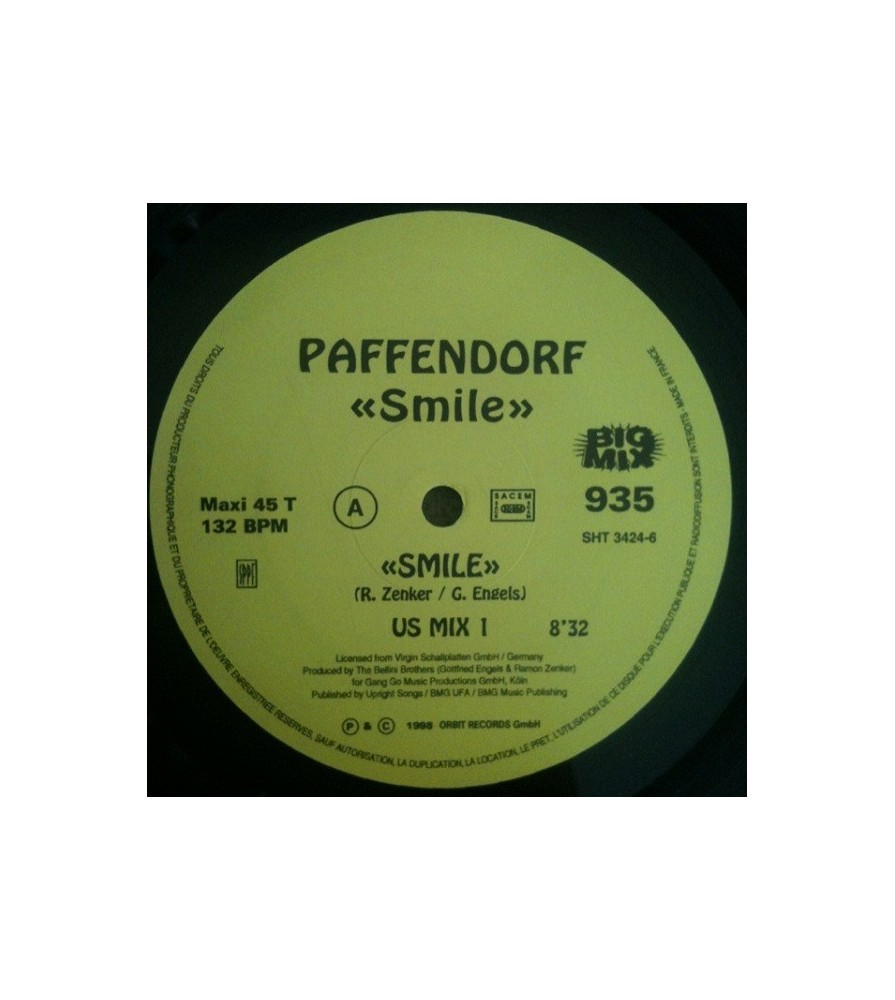 PAFFENDORF
«Smile»
BIG
MIX
Maxi 45 T
132 BPM
A
SACEM
935
SHT 3424-6
SPPF
«SMILE»
(R. Zenker / G. Engels)
US MIX 1 8'32
Licensed from Virgin Schallplatten GmbH / Germany
Produced by The Bellini Brothers (Gottfried Engels & Ramon Zenker)
for Gang Go Music Productions GmbH, Köln
Published by Upright Songs / BMG UFA / BMG Music Publishing
Ⓟ & Ⓒ 1998 ORBIT RECORDS GmbH
TOUS DROITS DU PRODUCTEUR PHONOGRAPHIQUE ET DU PROPRIETAIRE DE L'OEUVRE ENREGISTREE RESERVES, SAUF AUTORISATION, LA DUPLICATION, LA LOCATION, LE PRET, L'UTILISATION DE CE DISQUE POUR L'EXECUTION PUBLIQUE ET RADIODIFFUSION SONT INTERDITS - MADE IN FRANCE